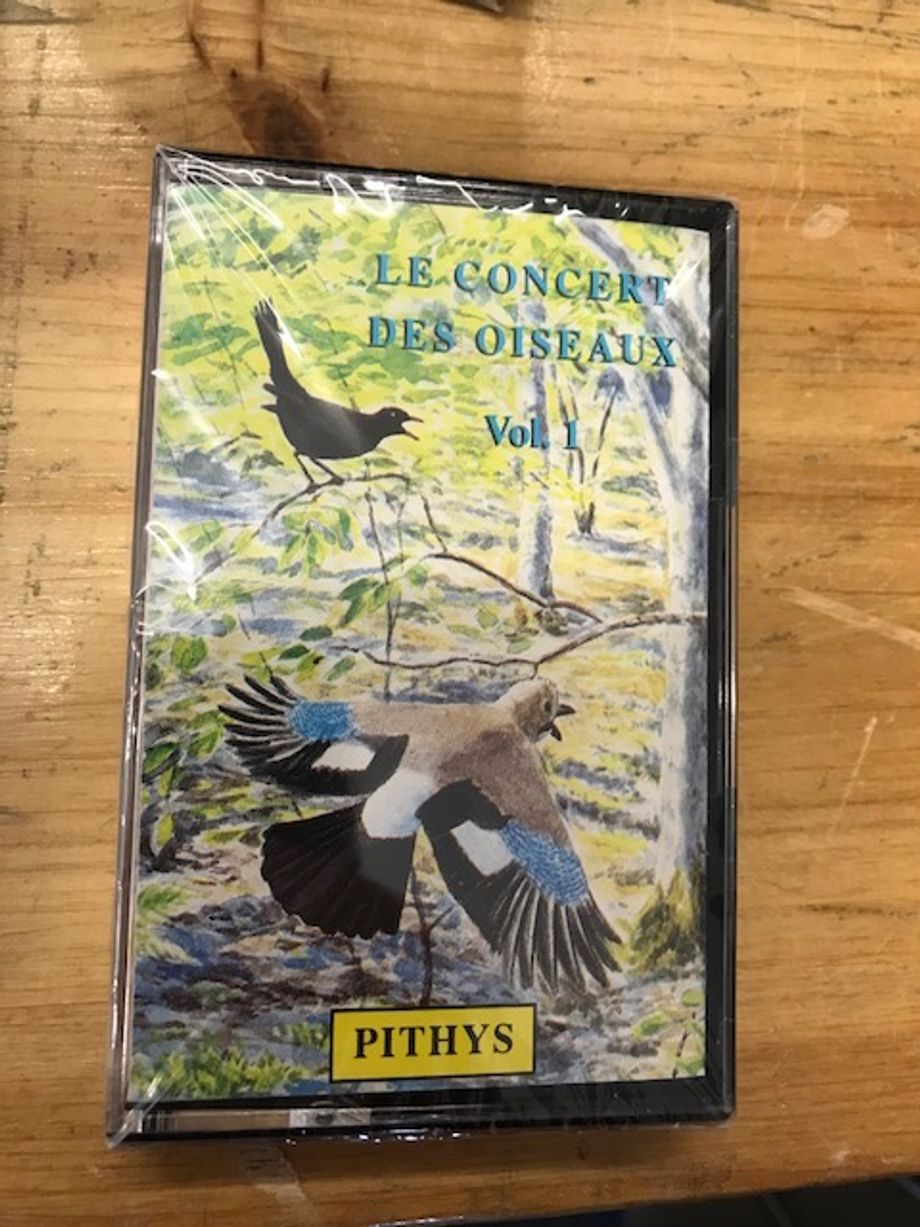 LE CONCERT
DES OISEAUX
Vol. 1
PITHYS